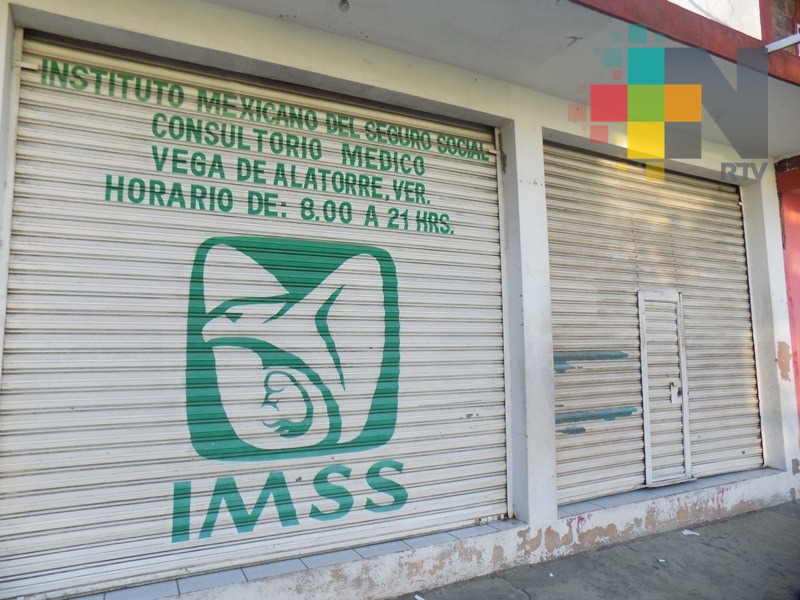 INSTITUTO MEXICANO DEL SEGURO SOCIAL
CONSULTORIO MEDICO
VEGA DE ALATORRE, VER.
HORARIO DE: 8.00 A 21 HRS.
IMSS
N
RTV